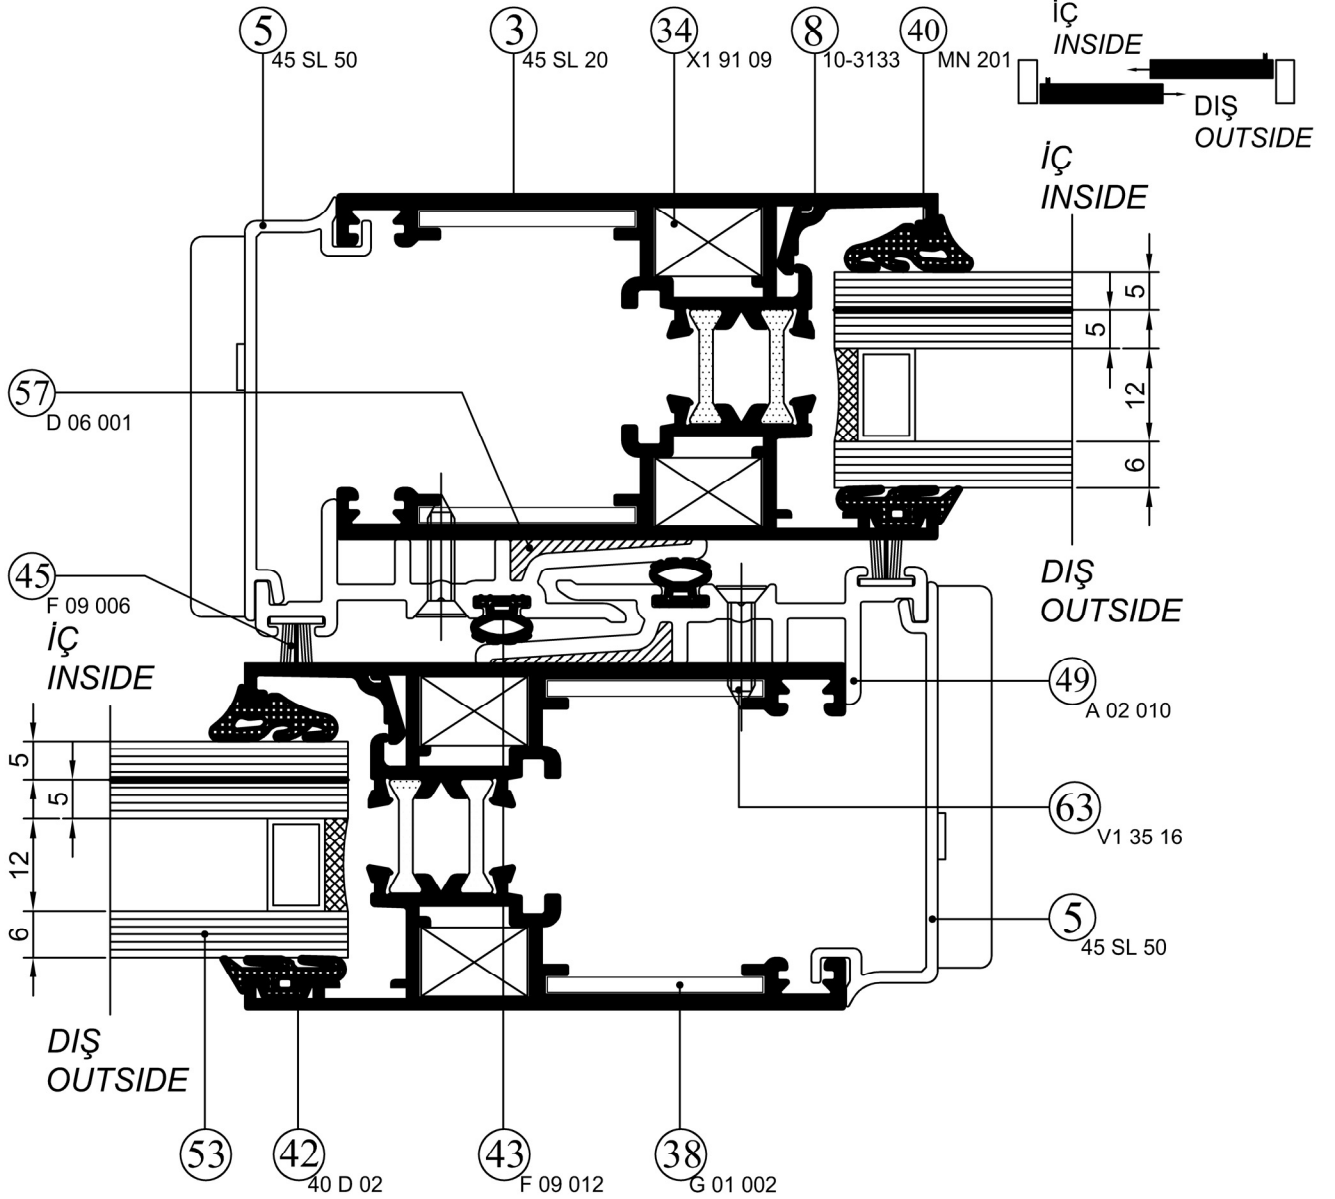 5
45 SL 50
3
45 SL 20
34
X1 91 09
8
10-3133
40
MN 201
İÇ
INSIDE
DIŞ
OUTSIDE
İÇ
INSIDE
5
5
12
6
57
D 06 001
45
F 09 006
İÇ
INSIDE
DIŞ
OUTSIDE
49
A 02 010
5
5
12
6
63
V1 35 16
5
45 SL 50
DIŞ
OUTSIDE
53
42
40 D 02
43
F 09 012
38
G 01 002